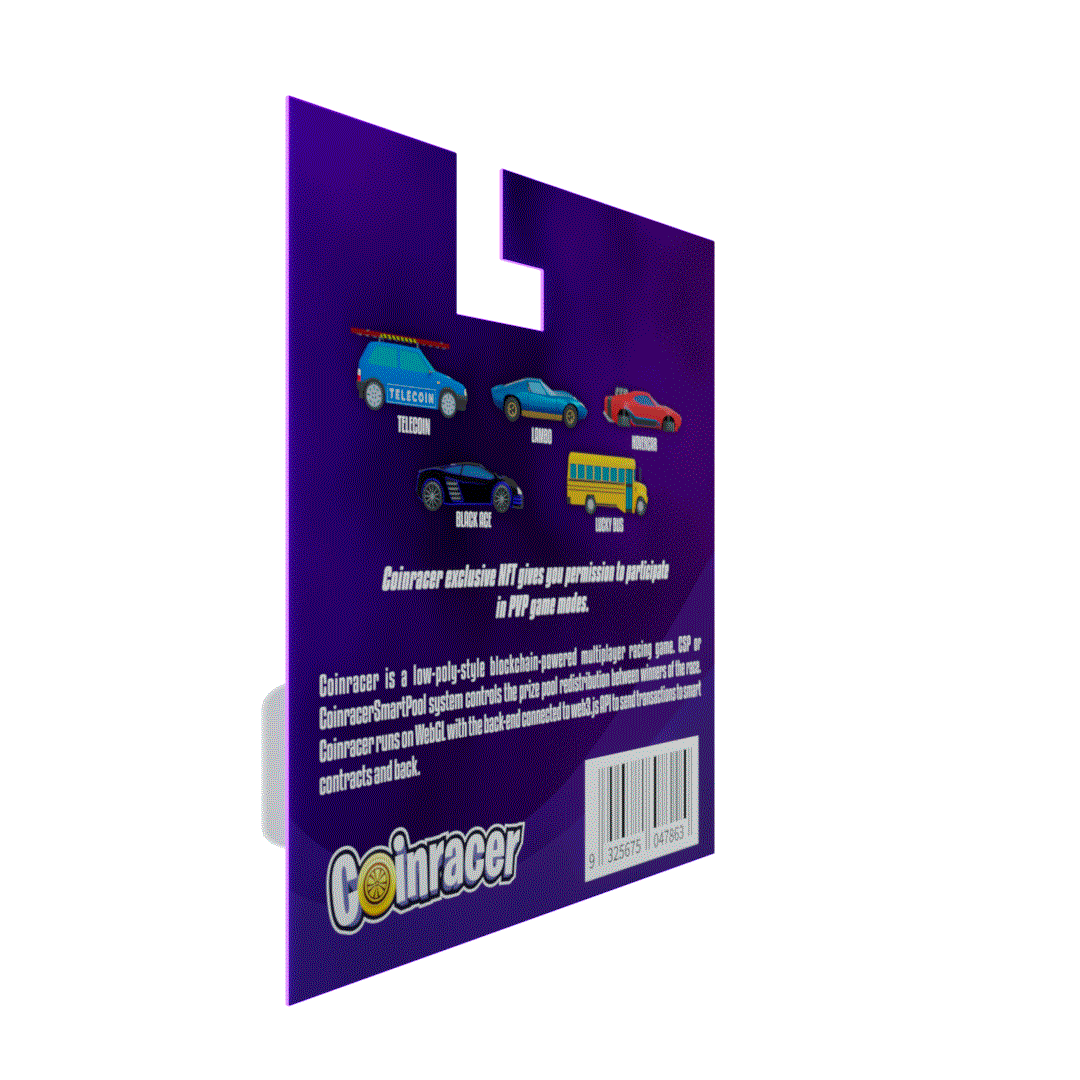 TELECOIN
TELECOIN
LAMBO
BLACK ACE
LUCKY BUS
Coinracer exclusive NFT gives you permission to participate
in PVP game modes.
Coinracer is a low-poly-style blockchain-powered multiplayer racing game. CSP or
CoinracerSmartPool system controls the prize pool redistribution between winners of the race.
Coinracer runs on WebGL with the back-end connected to web3.js API to send transactions to smart
contracts and back.
Coinracer
9 325675 047863